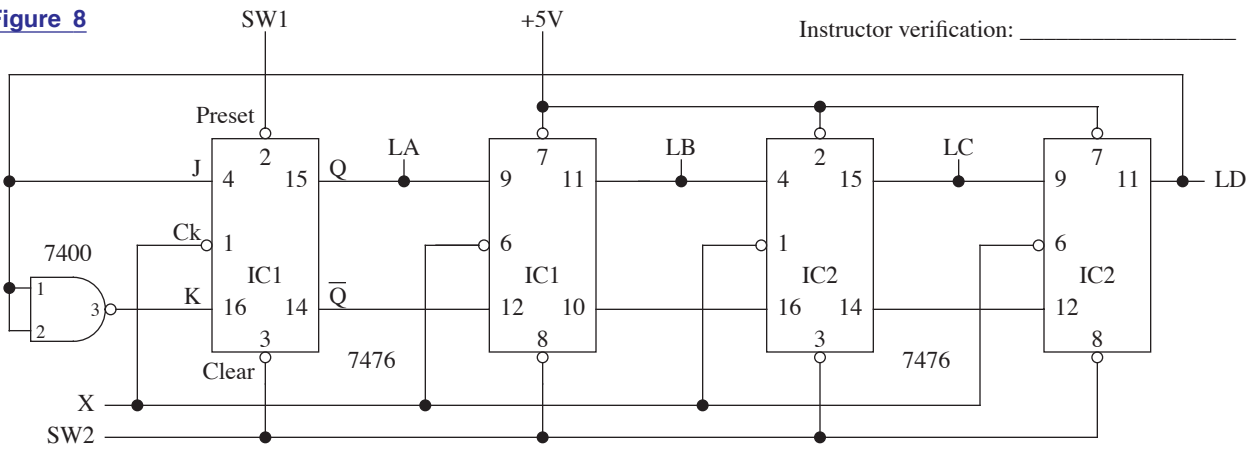 Figure 8
SW1
+5V
Instructor verification: __________________
Preset
2
7
2
7
J
4
15
Q
LA
9
11
LB
4
15
LC
9
11
LD
Ck
1
6
1
6
7400
IC1
IC1
IC2
IC2
1
2
3
K
16
14
Q̅
12
10
16
14
12
3
8
3
8
Clear
7476
7476
X
SW2